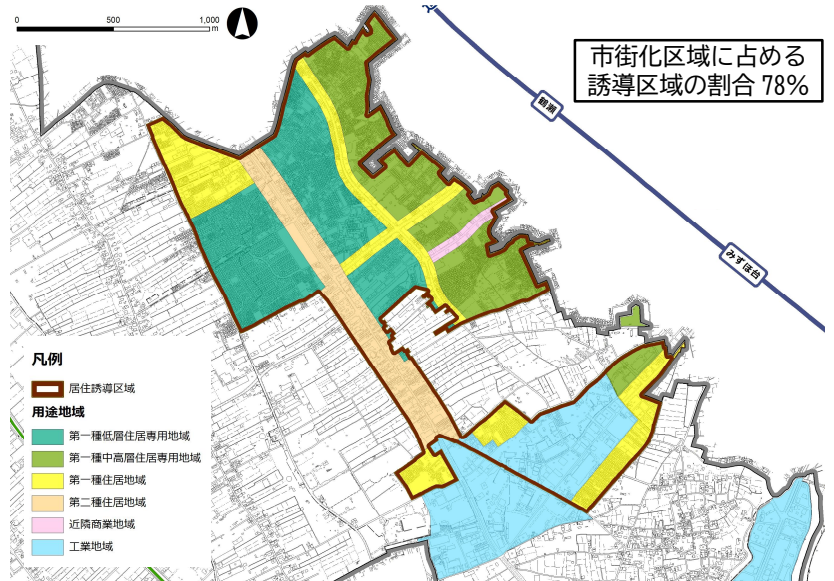 0 500 1,000
m
市街化区域に占める
誘導区域の割合 78%
鶴瀬
みずほ台
凡例
居住誘導区域
用途地域
第一種低層住居専用地域
第一種中高層住居専用地域
第一種住居地域
第二種住居地域
近隣商業地域
工業地域